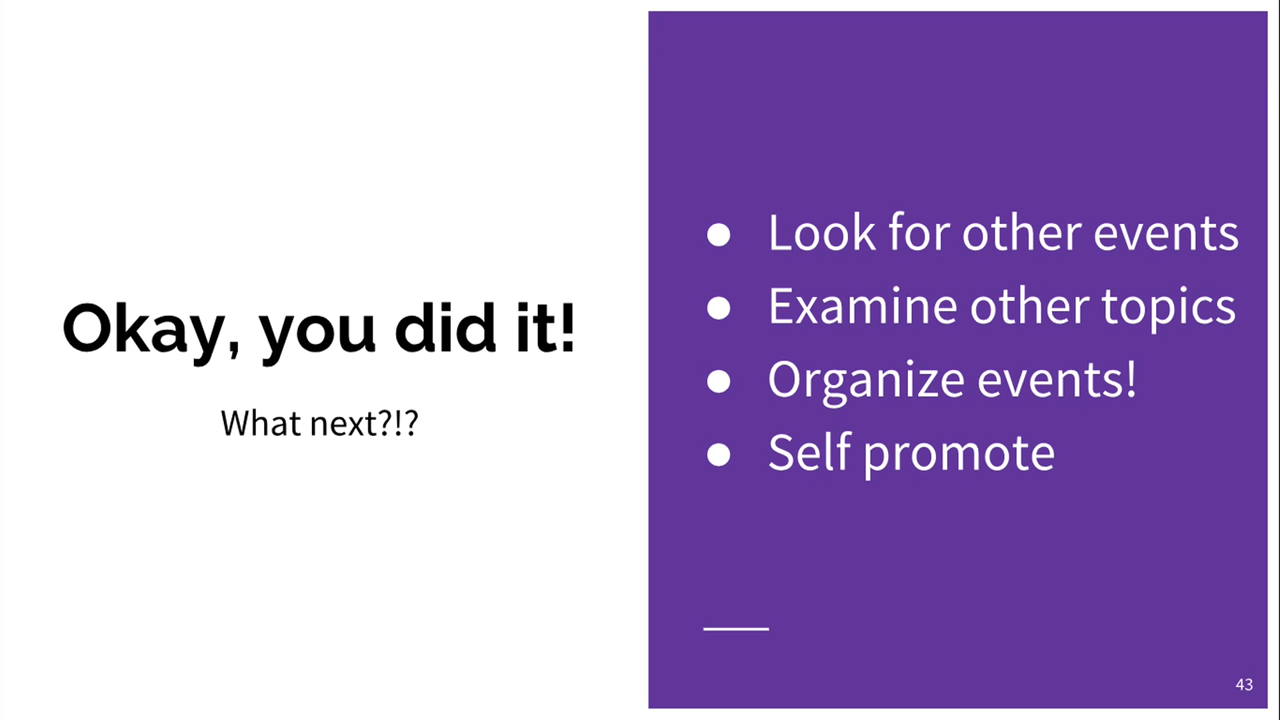 Okay, you did it!
What next?!?
● Look for other events
● Examine other topics
● Organize events!
● Self promote
43